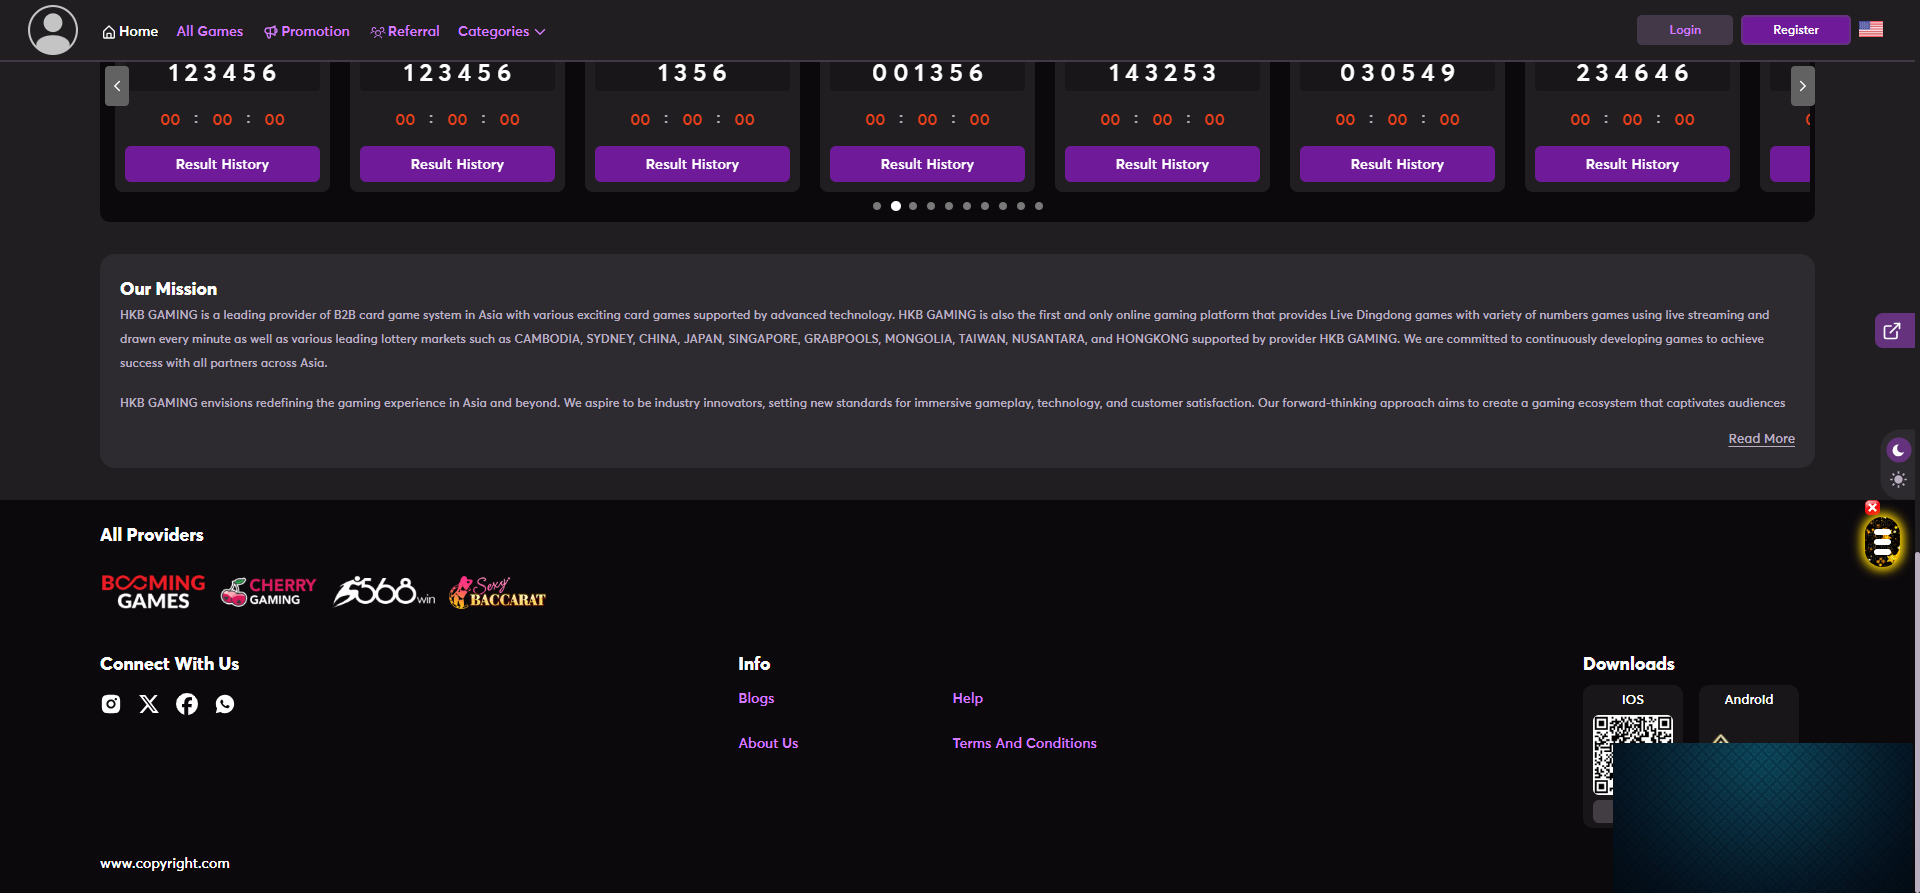 Home All Games Promotion Referral Categories Login Register
123456 123456 1356 001356 143253 030549 234646
00 : 00 : 00 00 : 00 : 00 00 : 00 : 00 00 : 00 : 00 00 : 00 : 00 00 : 00 : 00 00 : 00 : 00
Result History Result History Result History Result History Result History Result History Result History
Our Mission
HKB GAMING is a leading provider of B2B card game system in Asia with various exciting card games supported by advanced technology. HKB GAMING is also the first and only online gaming platform that provides Live Dingdong games with variety of numbers games using live streaming and
drawn every minute as well as various leading lottery markets such as CAMBODIA, SYDNEY, CHINA, JAPAN, SINGAPORE, GRABPOOLS, MONGOLIA, TAIWAN, NUSANTARA, and HONGKONG supported by provider HKB GAMING. We are committed to continuously developing games to achieve
success with all partners across Asia.
HKB GAMING envisions redefining the gaming experience in Asia and beyond. We aspire to be industry innovators, setting new standards for immersive gameplay, technology, and customer satisfaction. Our forward-thinking approach aims to create a gaming ecosystem that captivates audiences
Read More
All Providers
BOOMING GAMES
CHERRY GAMING
568win
Sexy BACCARAT
Connect With Us
Info
Blogs Help
About Us Terms And Conditions
Downloads
IOS Android
www.copyright.com